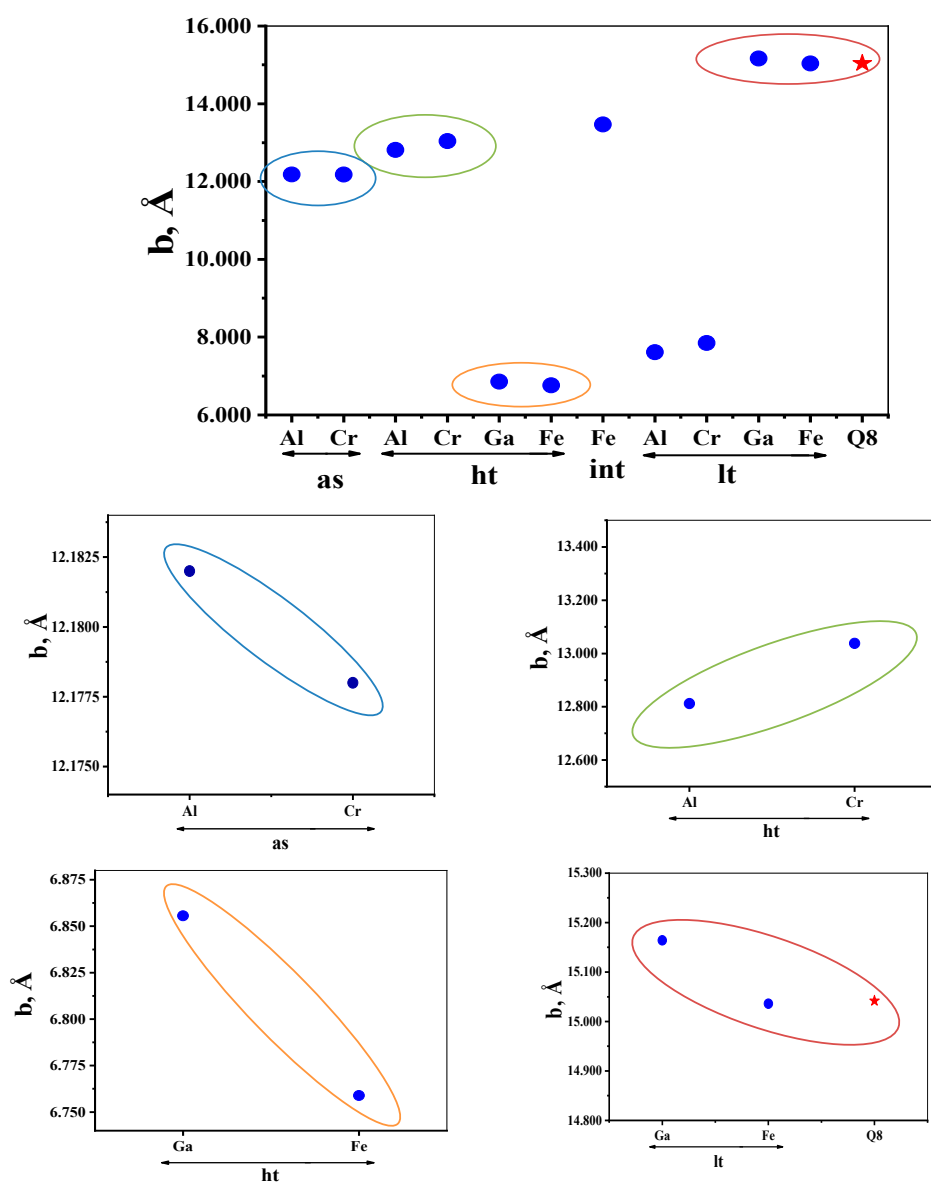 16.000
14.000
12.000
10.000
8.000
6.000
b, Å
Al Cr Al Cr Ga Fe Fe Al Cr Ga Fe Q8
as ht int lt
12.1825
12.1800
12.1775
12.1750
b, Å
Al Cr
as
13.400
13.200
13.000
12.800
12.600
b, Å
Al Cr
ht
6.875
6.850
6.825
6.800
6.775
6.750
b, Å
Ga Fe
ht
15.300
15.200
15.100
15.000
14.900
14.800
b, Å
Ga Fe Q8
lt